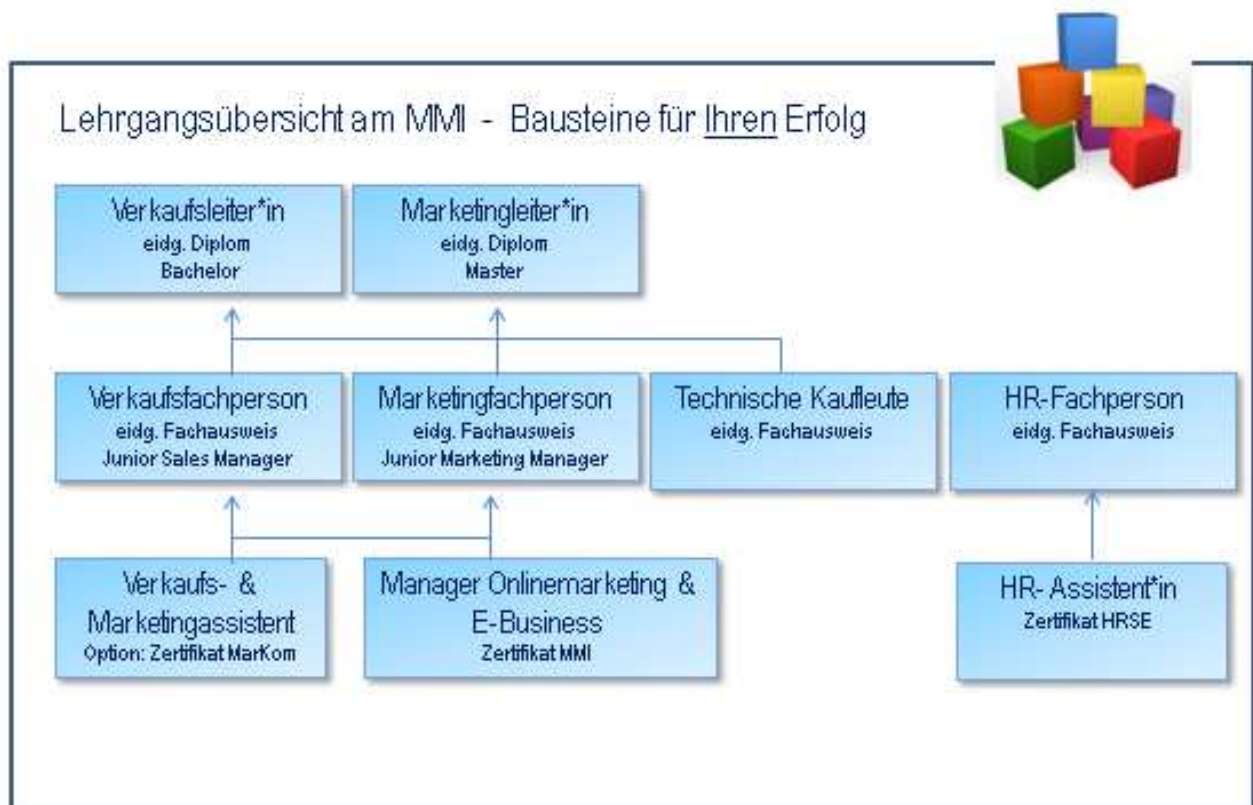 Lehrgangsübersicht am MMI - Bausteine für Ihren Erfolg
Verkaufsleiter*in
eidg. Diplom
Bachelor
Marketingleiter*in
eidg. Diplom
Master
Verkaufsfachperson
eidg. Fachausweis
Junior Sales Manager
Marketingfachperson
eidg. Fachausweis
Junior Marketing Manager
Technische Kaufleute
eidg. Fachausweis
HR-Fachperson
eidg. Fachausweis
Verkaufs- &
Marketingassistent
Option: Zertifikat MarKom
Manager Onlinemarketing &
E-Business
Zertifikat MMI
HR- Assistent*in
Zertifikat HRSE